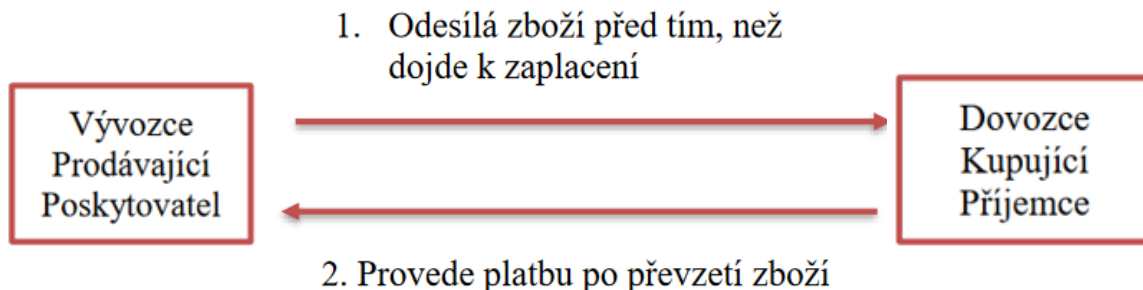 1. Odesílá zboží před tím, než
dojde k zaplacení
Vývozce
Prodávající
Poskytovatel
Dovozce
Kupující
Příjemce
2. Provede platbu po převzetí zboží